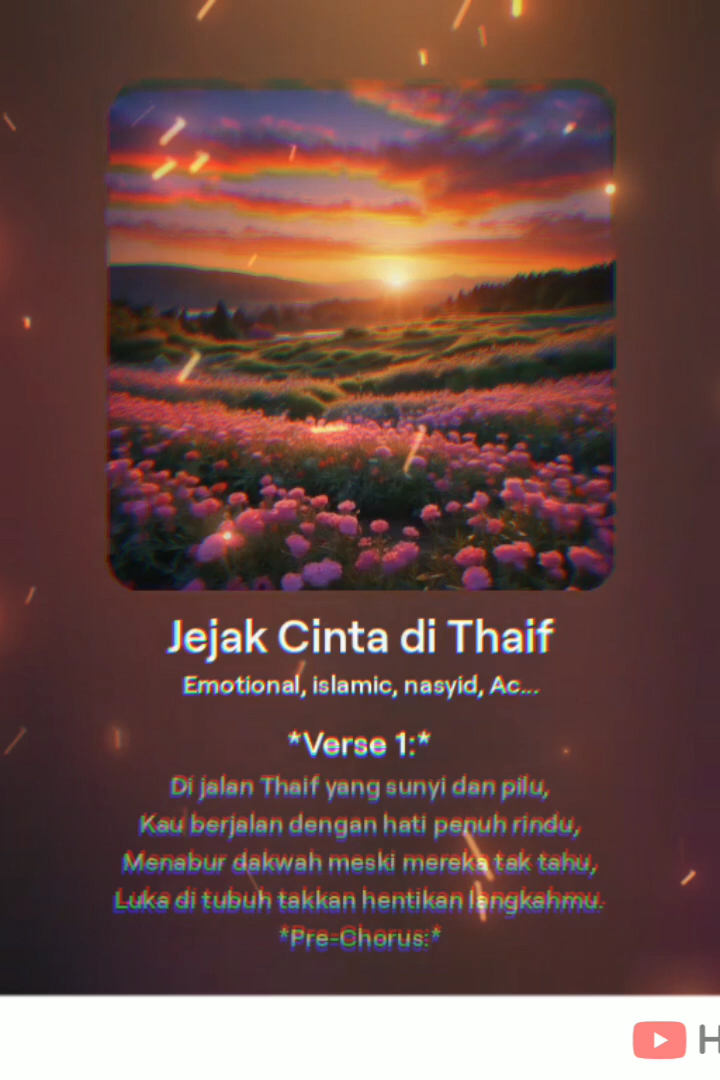 Jejak Cinta di Thaif
Emotional, islamic, nasyid, Ac...
*Verse 1:*
Di jalan Thaif yang sunyi dan pilu,
Kau berjalan dengan hati penuh rindu,
Menabur dakwah meski mereka tak tahu,
Luka di tubuh takkan hentikan langkahmu.
*Pre-Chorus:*
H